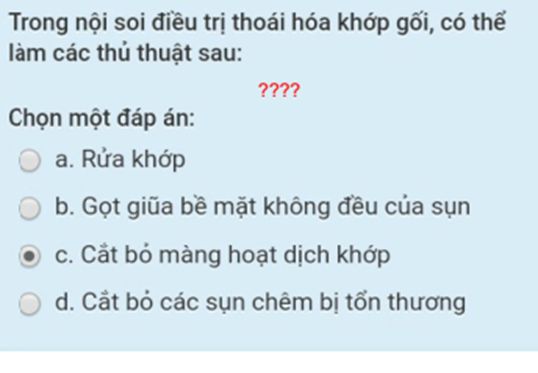 Trong nội soi điều trị thoái hóa khớp gối, có thể
làm các thủ thuật sau:
????
Chọn một đáp án:
a. Rửa khớp
b. Gọt giũa bề mặt không đều của sụn
c. Cắt bỏ màng hoạt dịch khớp
d. Cắt bỏ các sụn chêm bị tổn thương